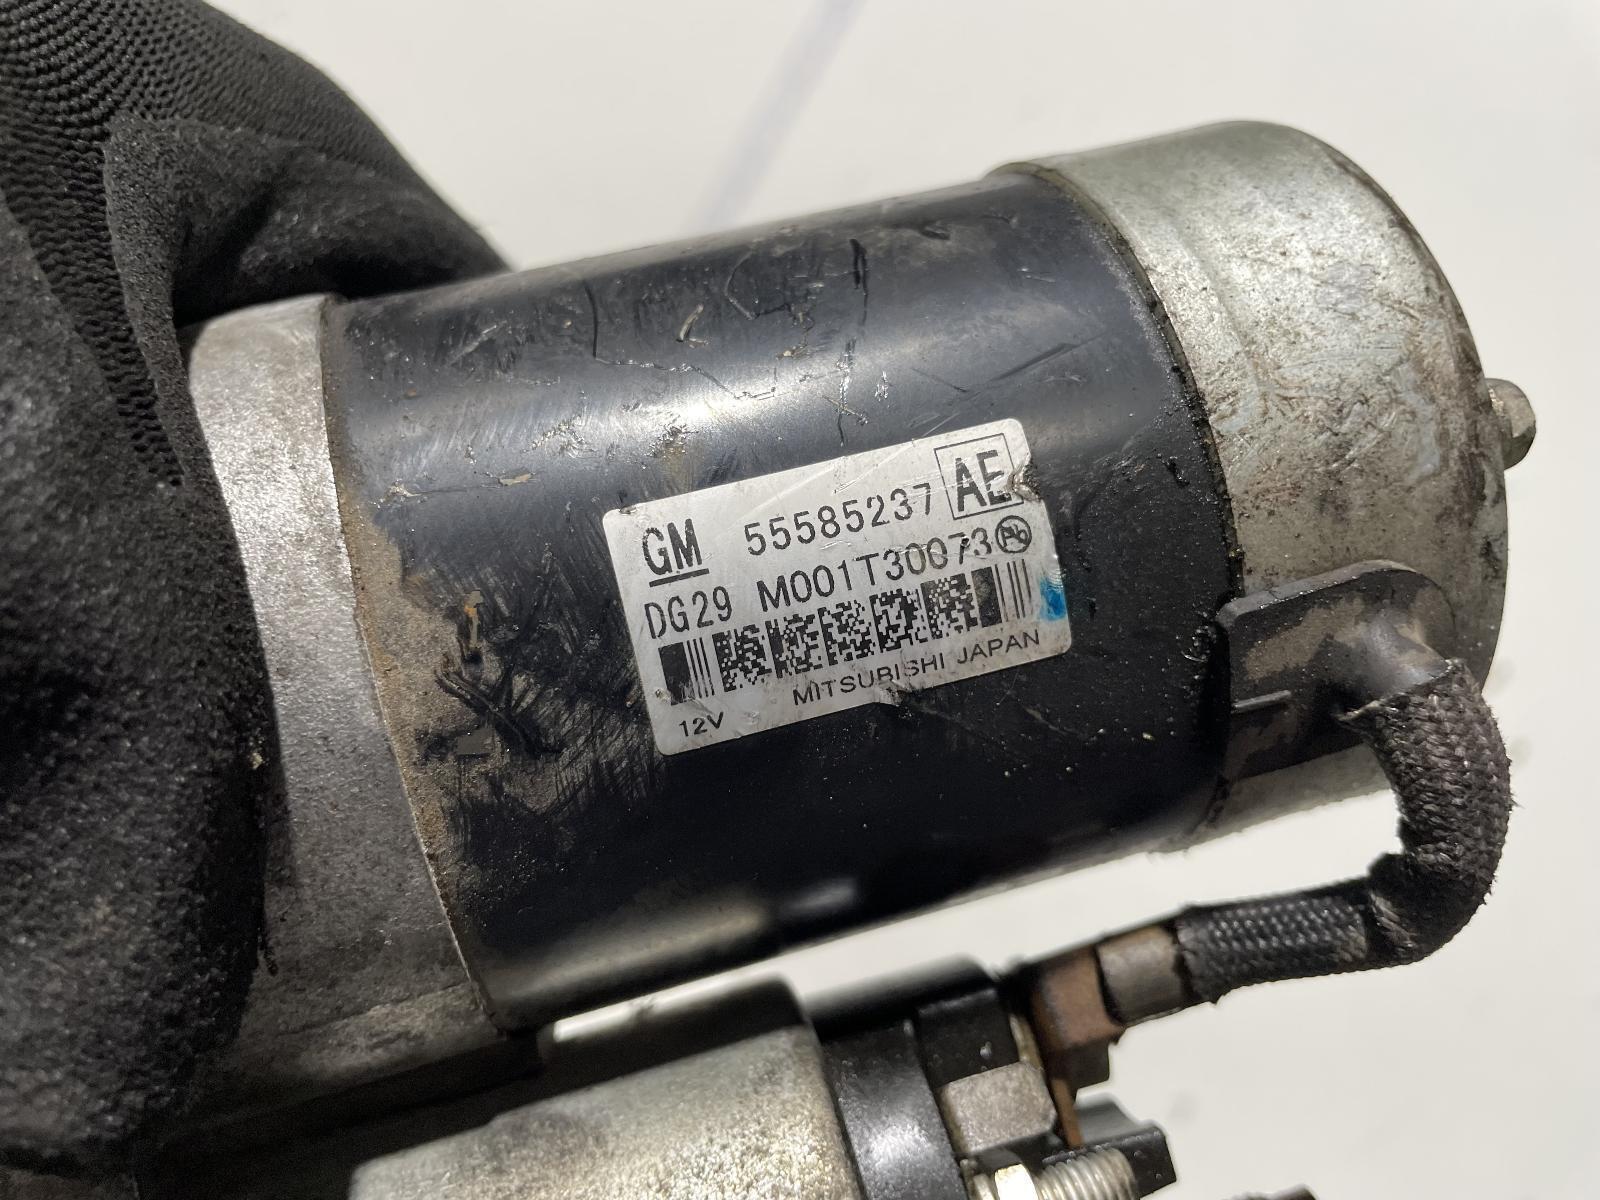 GM 55585237 AE
DG29 M001T30073 Pb
MITSUBISHI JAPAN
12V